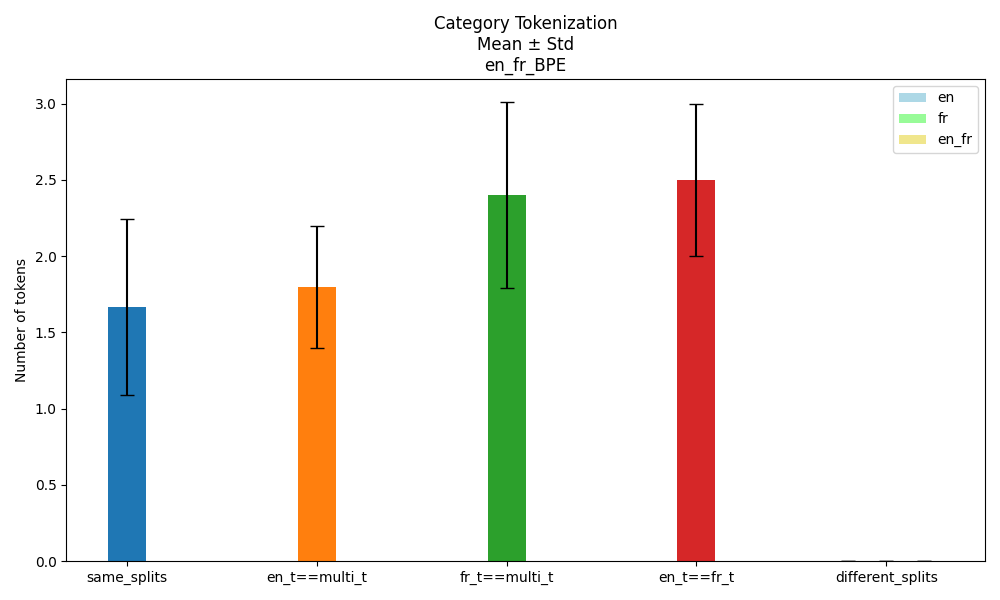 Category Tokenization
Mean ± Std
en_fr_BPE
en
fr
en_fr
Number of tokens
3.0
2.5
2.0
1.5
1.0
0.5
0.0
same_splits
en_t==multi_t
fr_t==multi_t
en_t==fr_t
different_splits